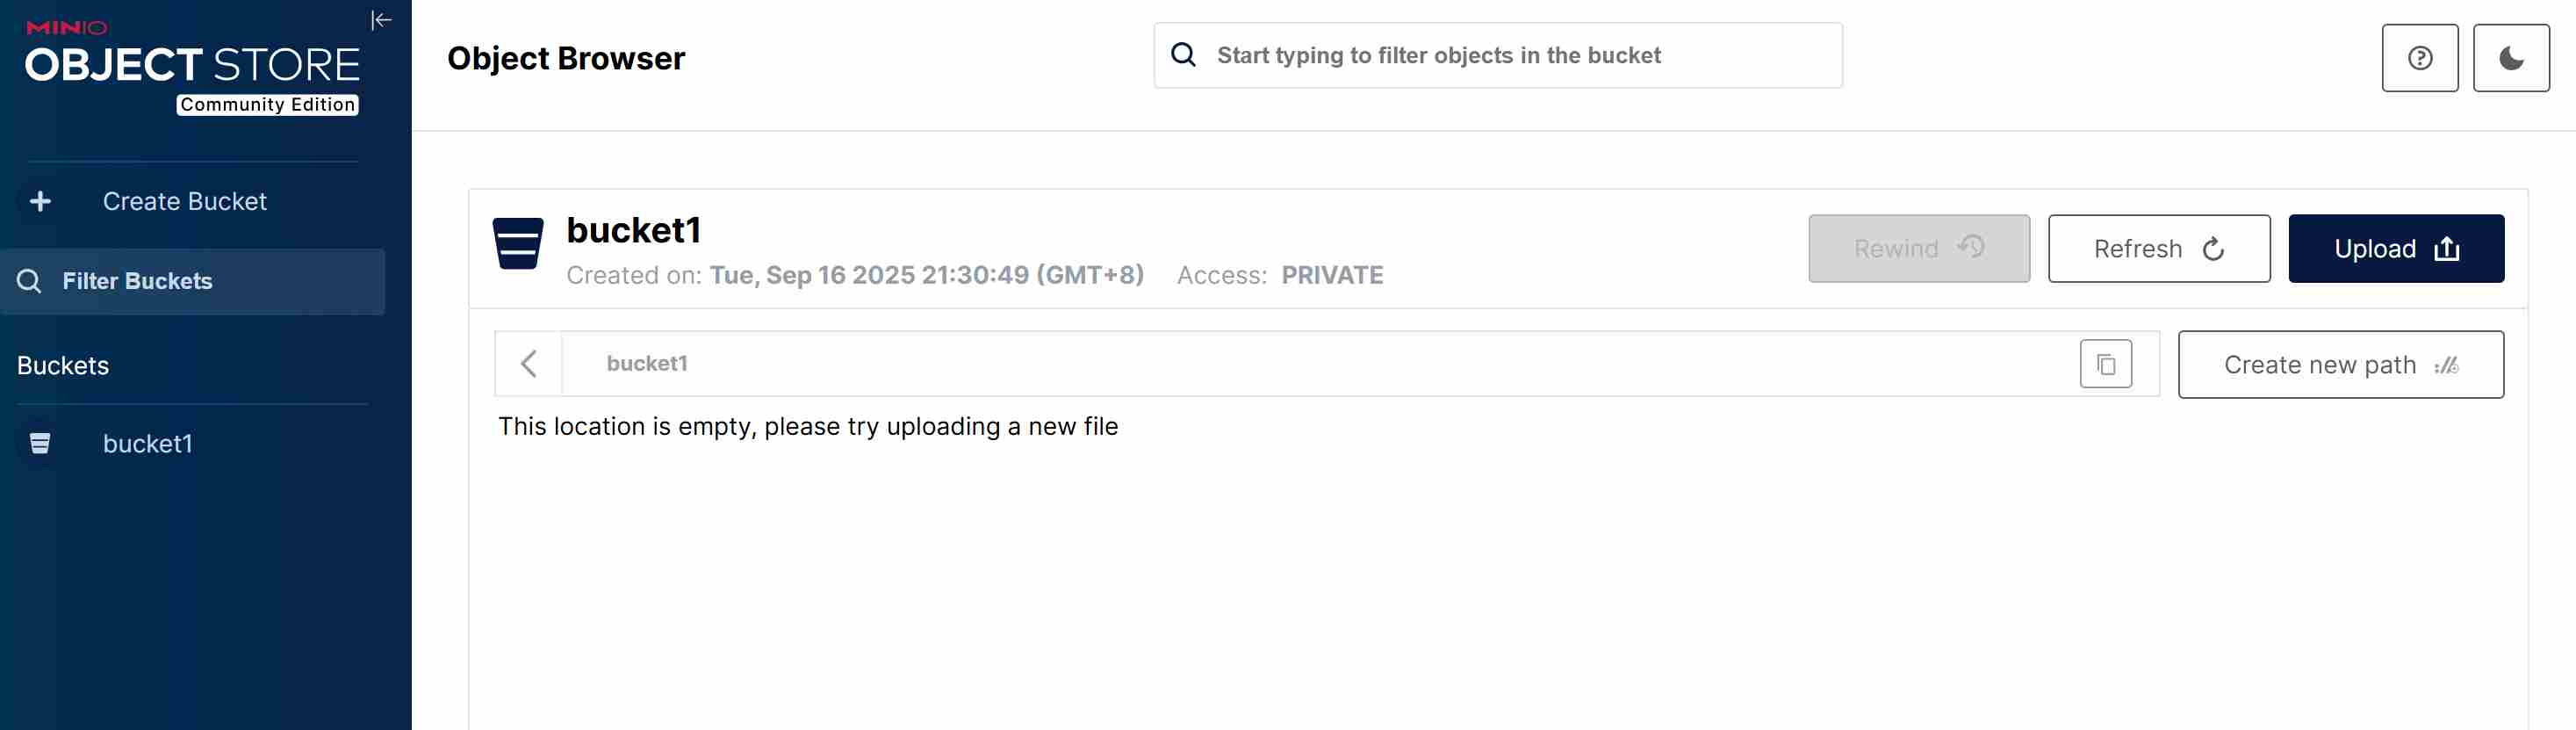 MINIO
OBJECT STORE
Community Edition
Create Bucket
Filter Buckets
Buckets
bucket1
Object Browser
Start typing to filter objects in the bucket
bucket1
Created on: Tue, Sep 16 2025 21:30:49 (GMT+8) Access: PRIVATE
Rewind
Refresh
Upload
bucket1
Create new path
This location is empty, please try uploading a new file